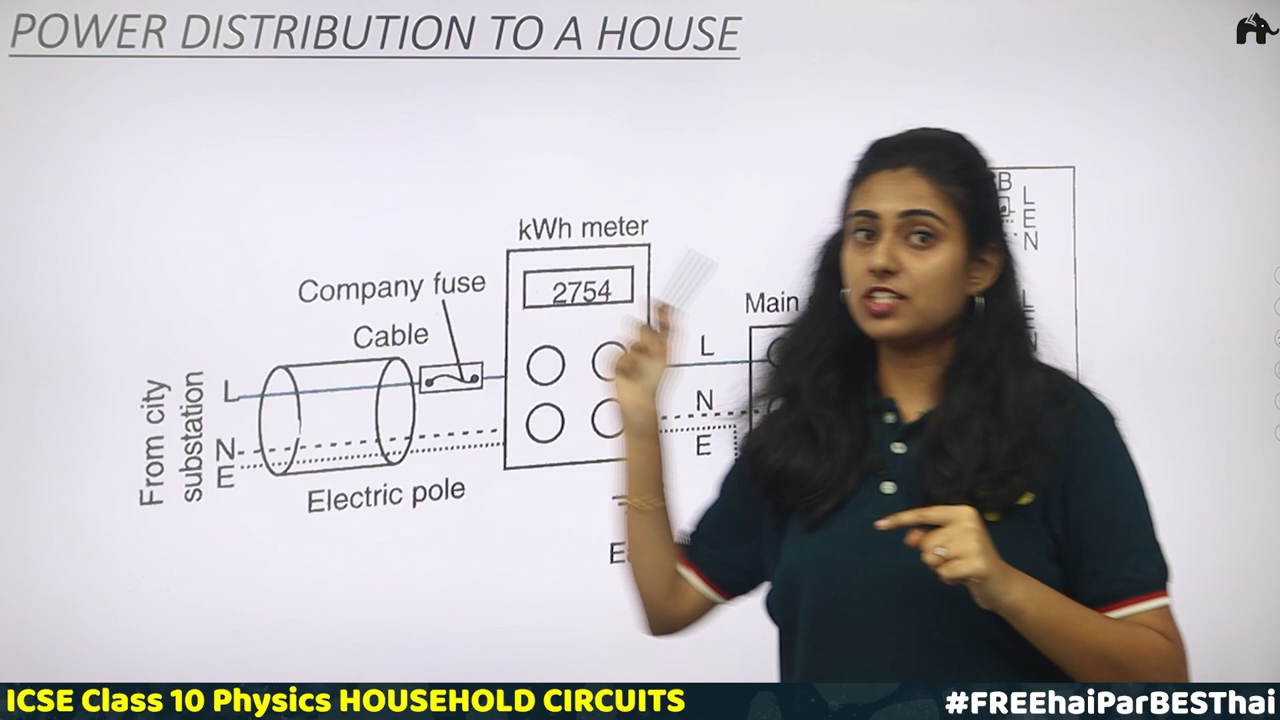 POWER DISTRIBUTION TO A HOUSE
kWh meter
2754
Company fuse
Cable
From city
substation
L
N
E
Electric pole
L
N
E
E
Main
B
L
E
N
L
E
N
ICSE Class 10 Physics HOUSEHOLD CIRCUITS
#FREEhaiParBESThai